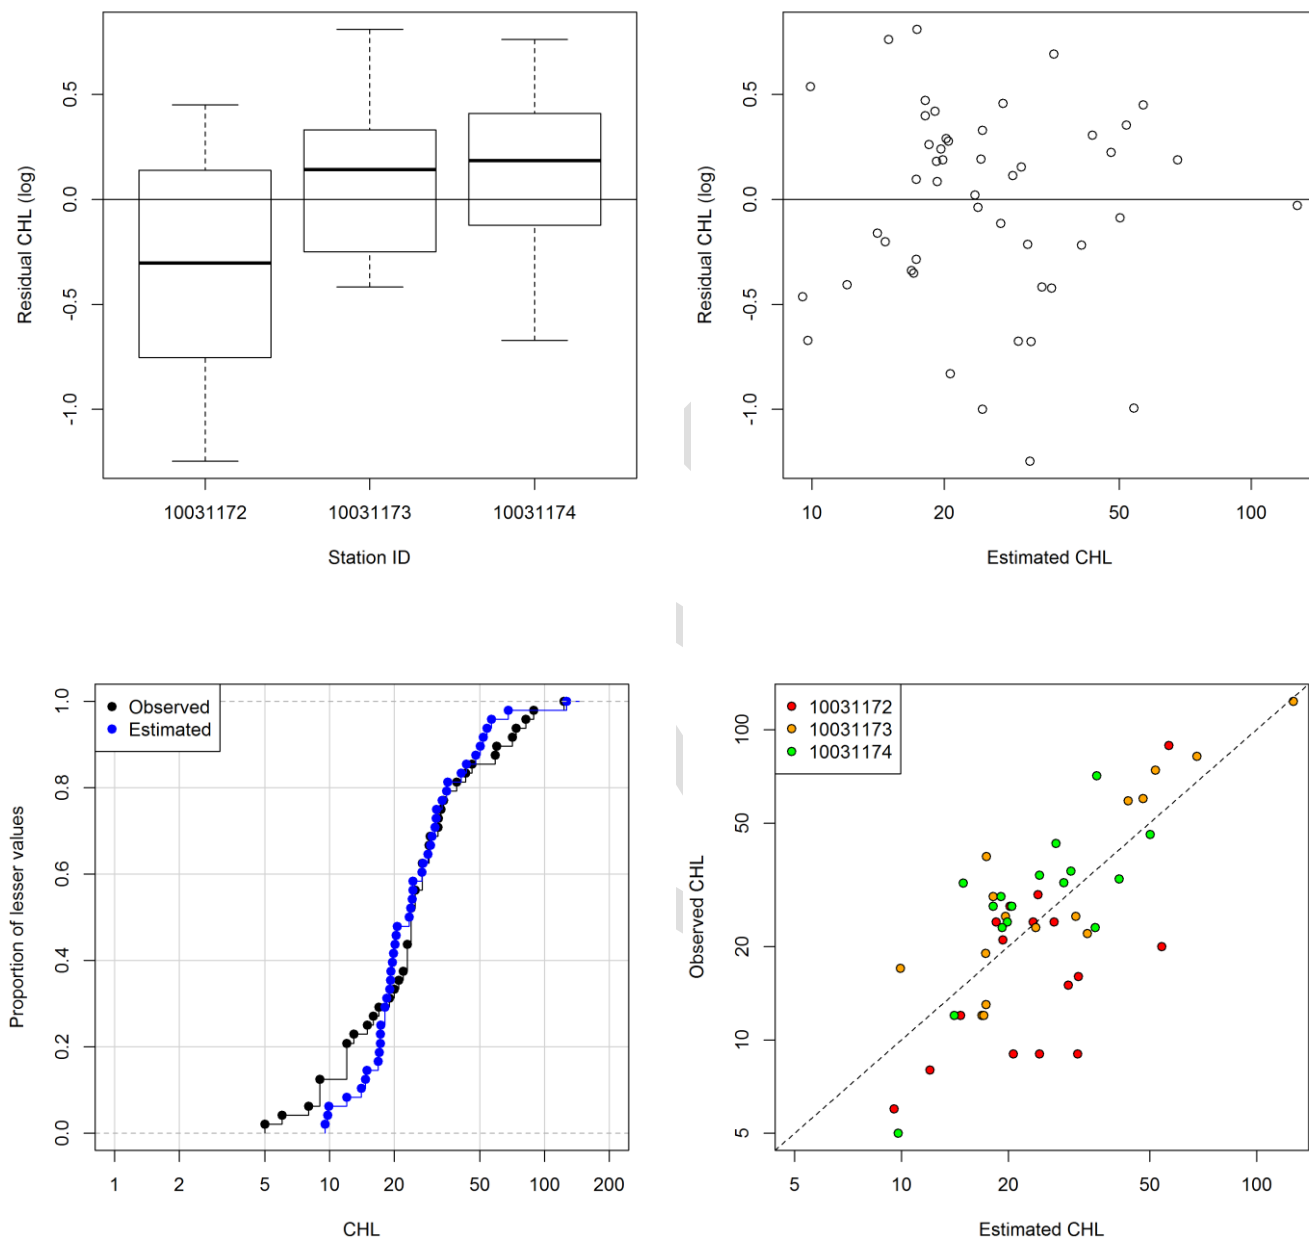 Residual CHL (log)
0.5
0.0
-0.5
-1.0
10031172 10031173 10031174
Station ID
Residual CHL (log)
0.5
0.0
-0.5
-1.0
10 20 50 100
Estimated CHL
Proportion of lesser values
1.0
0.8
0.6
0.4
0.2
0.0
Observed
Estimated
1 2 5 10 20 50 100 200
CHL
Observed CHL
100
50
20
10
5
10031172
10031173
10031174
5 10 20 50 100
Estimated CHL